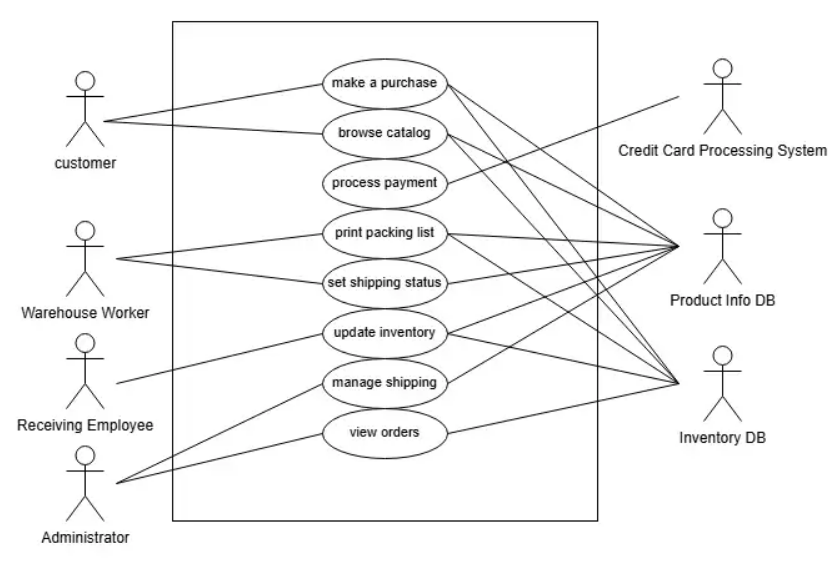 make a purchase
browse catalog
process payment
print packing list
set shipping status
update inventory
manage shipping
view orders
customer
Warehouse Worker
Receiving Employee
Administrator
Credit Card Processing System
Product Info DB
Inventory DB